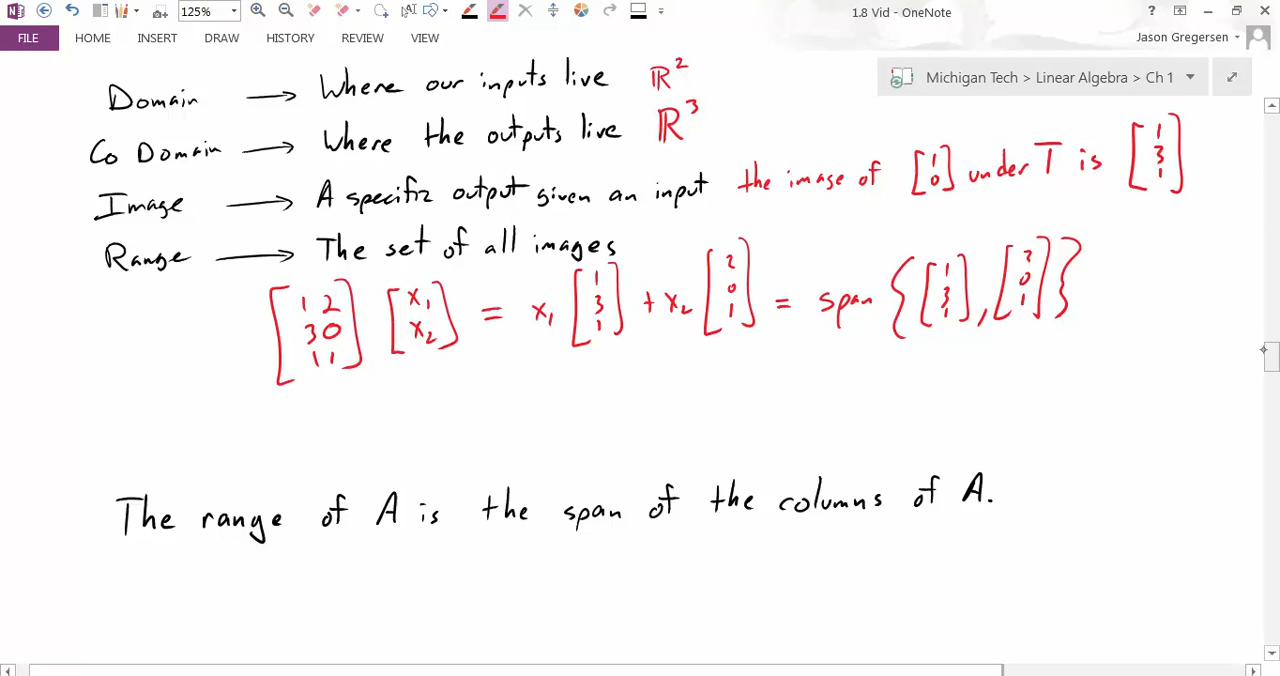 125%
1.8 Vid - OneNote
?
FILE HOME INSERT DRAW HISTORY REVIEW VIEW
Jason Gregersen
Michigan Tech > Linear Algebra > Ch 1
Domain → Where our inputs live ℝ²
Co Domain → Where the outputs live ℝ³
Image → A specific output given an input the image of [1 0] under T is [1 3 1]
Range → The set of all images
[1 2 3 0 1 1] [x₁ x₂] = x₁ [1 3 1] + x₂ [2 0 1] = span {[1 3 1], [2 0 1]}
The range of A is the span of the columns of A.